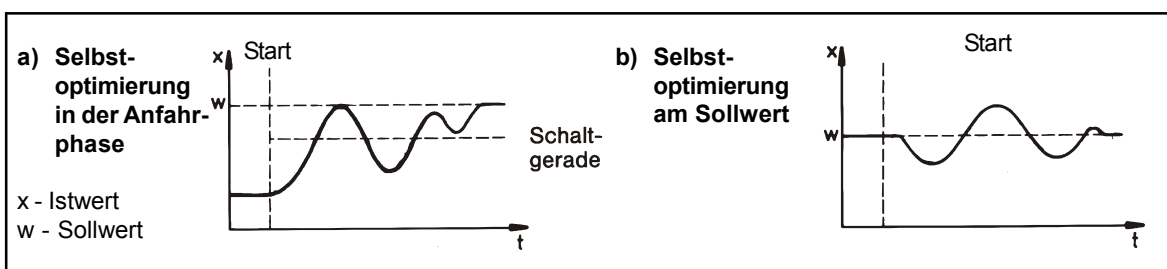 a) Selbst-
optimierung
in der Anfahr-
phase
x - Istwert
w - Sollwert
x
Start
w
Schalt-
gerade
t
b) Selbst-
optimierung
am Sollwert
x
Start
w
t